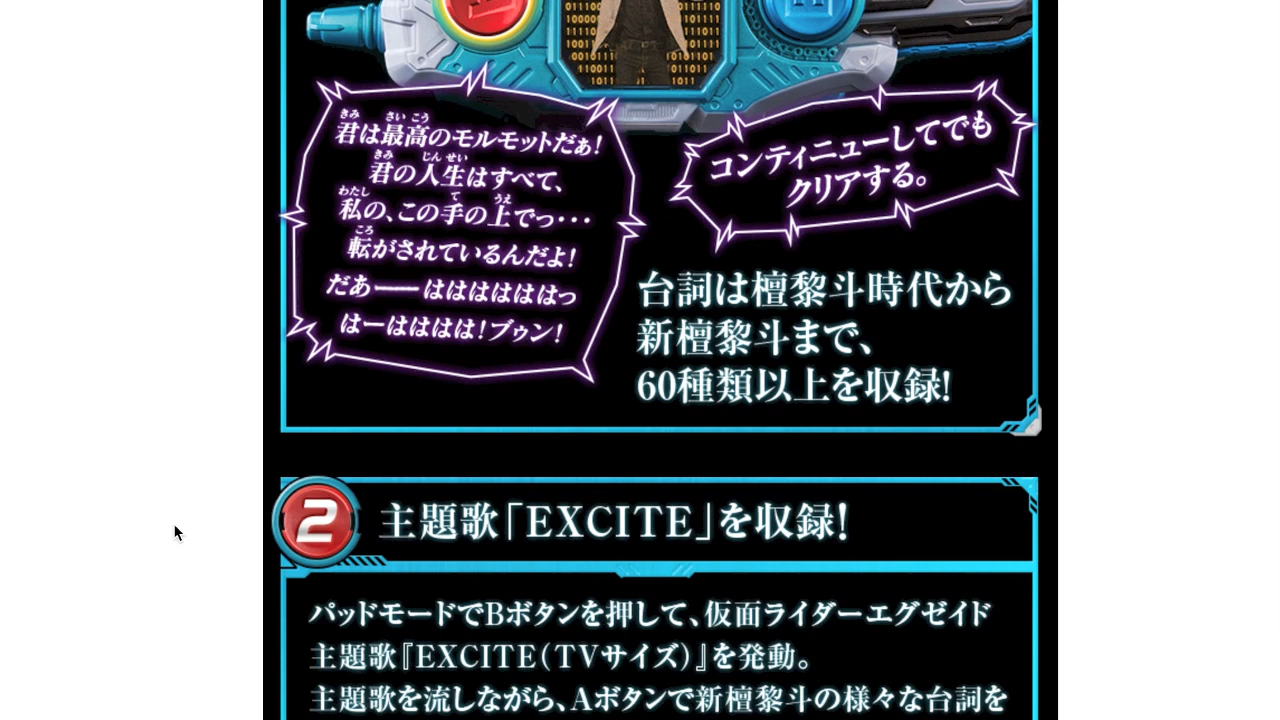 君は最高のモルモットだぁ!
君の人生はすべて、
私の、この手の上でっ・・・
転がされているんだよ!
だあ――はははははっ
はーはははは!ブゥン!
コンティニューしてでも
クリアする。
台詞は檀黎斗時代から
新檀黎斗まで、
60種類以上を収録!
2 主題歌「EXCITE」を収録!
パッドモードでBボタンを押して、仮面ライダーエグゼイド
主題歌『EXCITE(TVサイズ)』を発動。
主題歌を流しながら、Aボタンで新檀黎斗の様々な台詞を